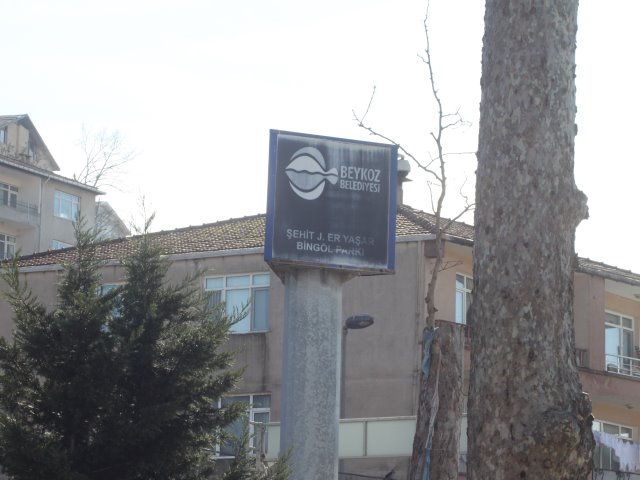 BEYKOZ
BELEDİYESİ
ŞEHİT J. ER YAŞAR
BİNGÖL PARKI